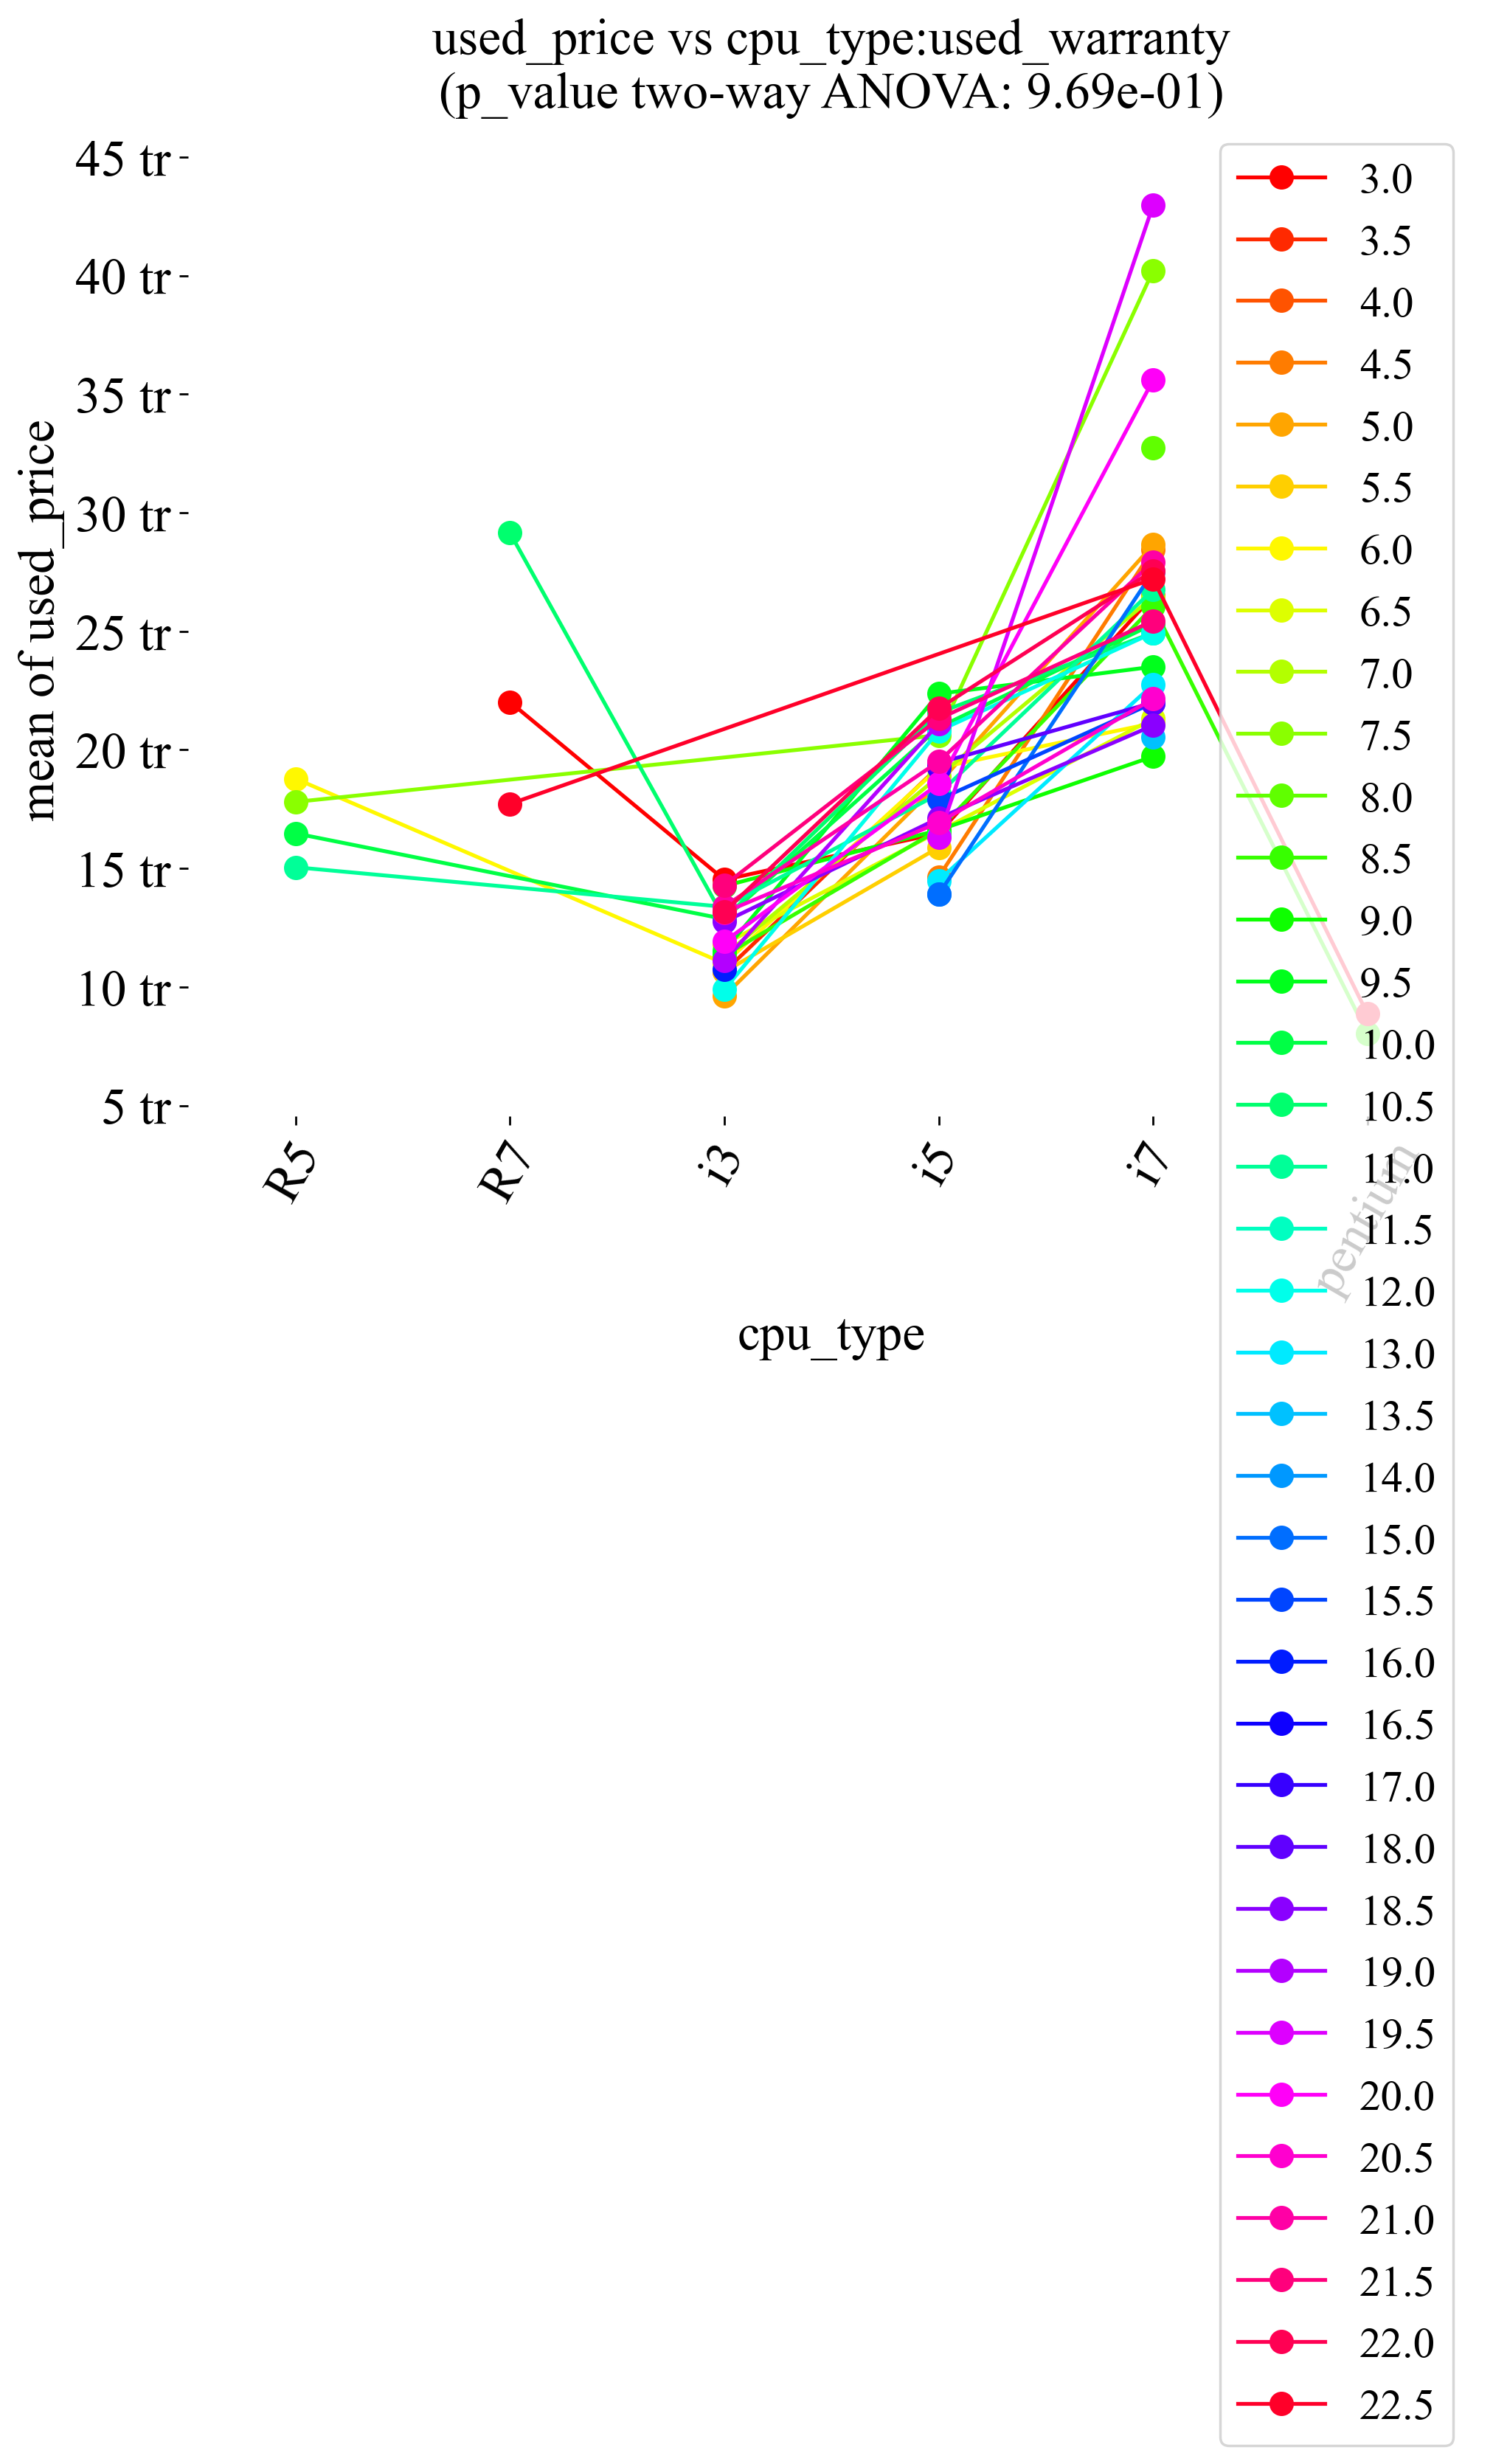 used_price vs cpu_type:used_warranty
(p_value two-way ANOVA: 9.69e-01)
mean of used_price
45 tr
40 tr
35 tr
30 tr
25 tr
20 tr
15 tr
10 tr
5 tr
R5
R7
i3
i5
i7
pentium
cpu_type
3.0
3.5
4.0
4.5
5.0
5.5
6.0
6.5
7.0
7.5
8.0
8.5
9.0
9.5
10.0
10.5
11.0
11.5
12.0
13.0
13.5
14.0
15.0
15.5
16.0
16.5
17.0
18.0
18.5
19.0
19.5
20.0
20.5
21.0
21.5
22.0
22.5